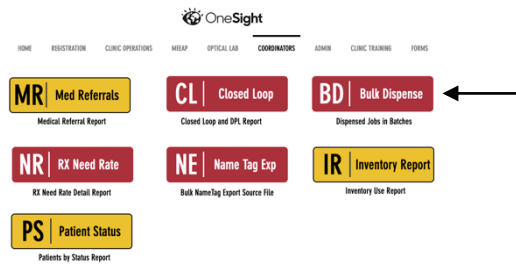 OneSight
HOME REGISTRATION CLINIC OPERATIONS MEEAP OPTICAL LAB COORDINATORS ADMIN CLINIC TRAINING FORMS
MR Med Referrals
Medical Referral Report
CL Closed Loop
Closed Loop and DPL Report
BD Bulk Dispense
Dispensed Jobs in Batches
NR RX Need Rate
RX Need Rate Detail Report
NE Name Tag Exp
Bulk NameTag Export Source File
IR Inventory Report
Inventory Use Report
PS Patient Status
Patients by Status Report